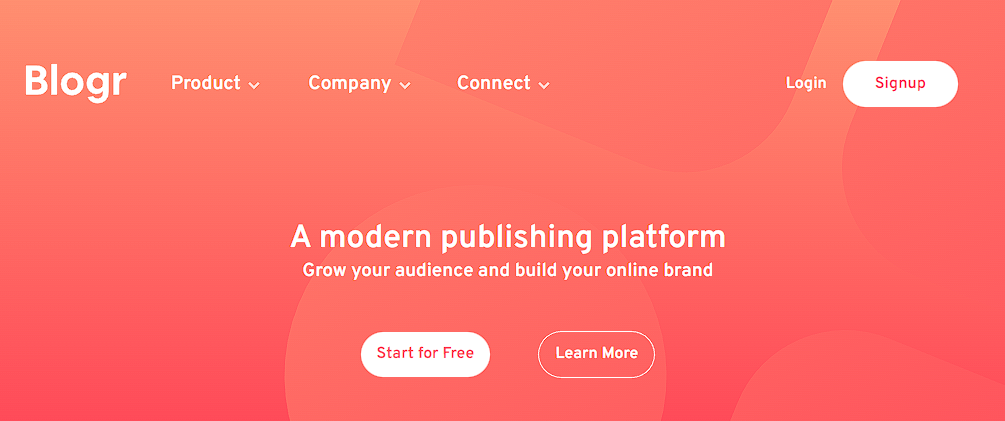 Blogr Product Company Connect Login Signup
A modern publishing platform
Grow your audience and build your online brand
Start for Free Learn More